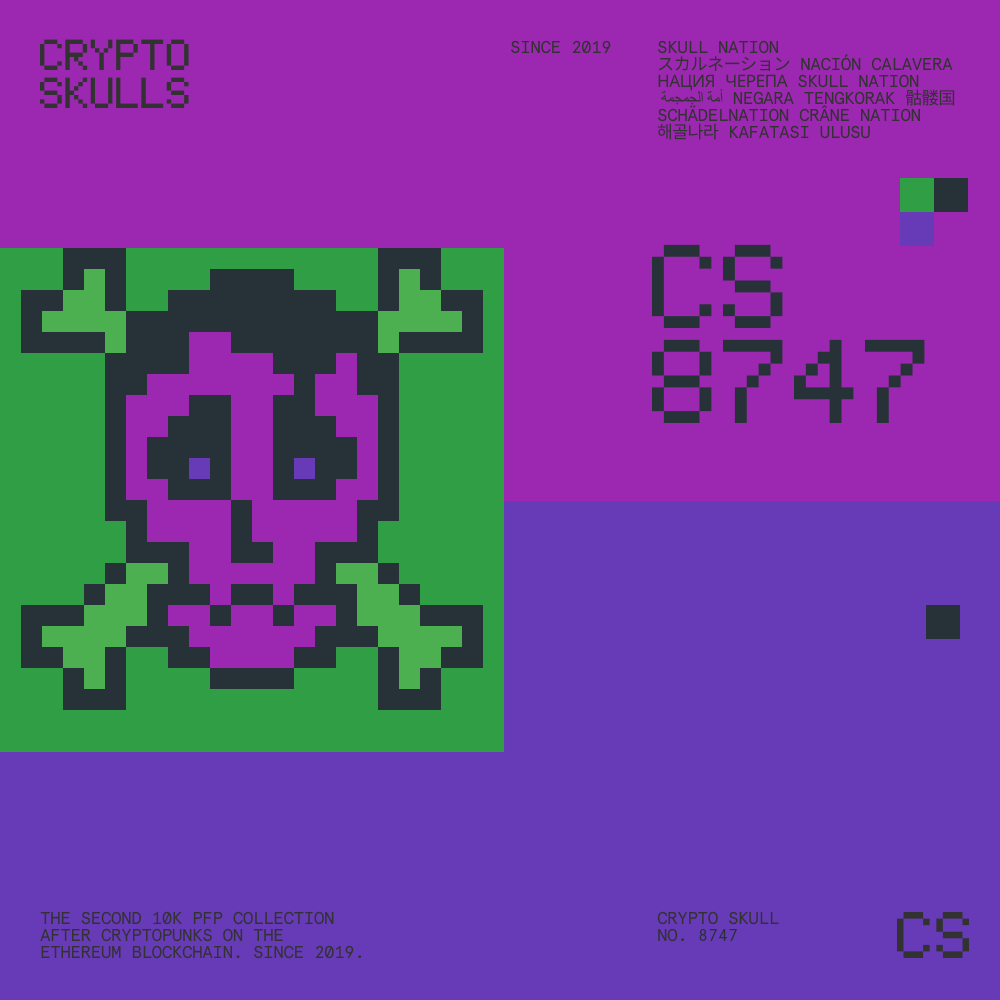 CRYPTO
SKULLS
SINCE 2019
SKULL NATION
スカルネーション NACIÓN CALAVERA
НАЦИЯ ЧЕРЕПА SKULL NATION
أمة الجمجمة NEGARA TENGKORAK 骷髅国
SCHÄDELNATION CRÂNE NATION
해골나라 KAFATASI ULUSU
CS
8747
THE SECOND 10K PFP COLLECTION
AFTER CRYPTOPUNKS ON THE
ETHEREUM BLOCKCHAIN. SINCE 2019.
CRYPTO SKULL
NO. 8747
CS